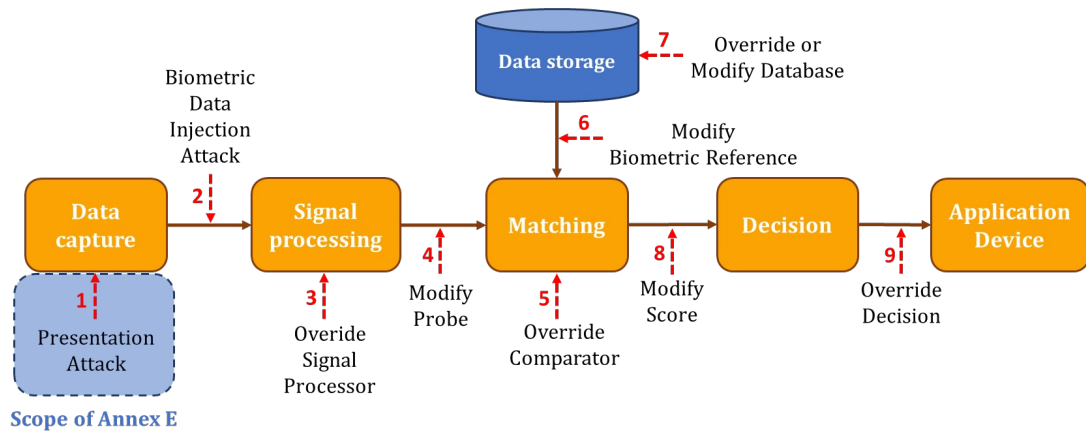 7
Override or
Modify Database
Data storage
Biometric
Data
Injection
Attack
6
Modify
Biometric Reference
2
Data
capture
Signal
processing
Matching
Decision
Application
Device
1
Presentation
Attack
3
Overide
Signal
Processor
4
Modify
Probe
5
Override
Comparator
8
Modify
Score
9
Override
Decision
Scope of Annex E